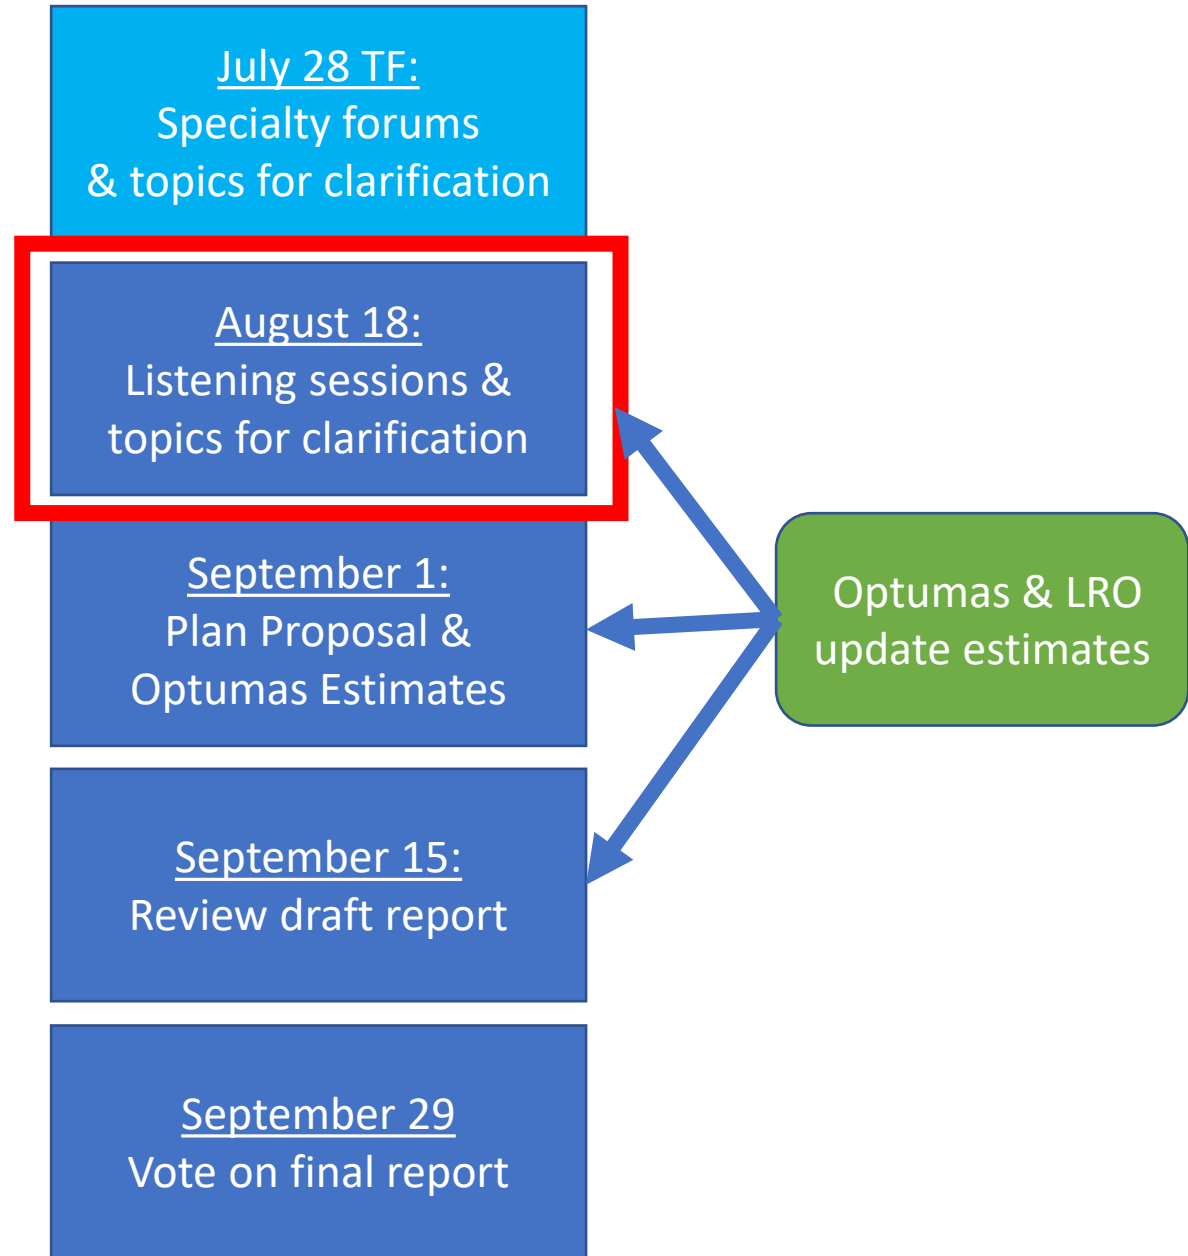 July 28 TF:
Specialty forums
& topics for clarification
August 18:
Listening sessions &
topics for clarification
September 1:
Plan Proposal &
Optumas Estimates
September 15:
Review draft report
September 29
Vote on final report
Optumas & LRO
update estimates